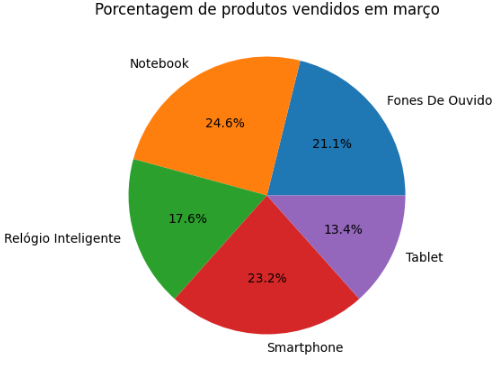 Porcentagem de produtos vendidos em março
Notebook
Fones De Ouvido
24.6%
21.1%
17.6%
13.4%
Relógio Inteligente
Tablet
23.2%
Smartphone